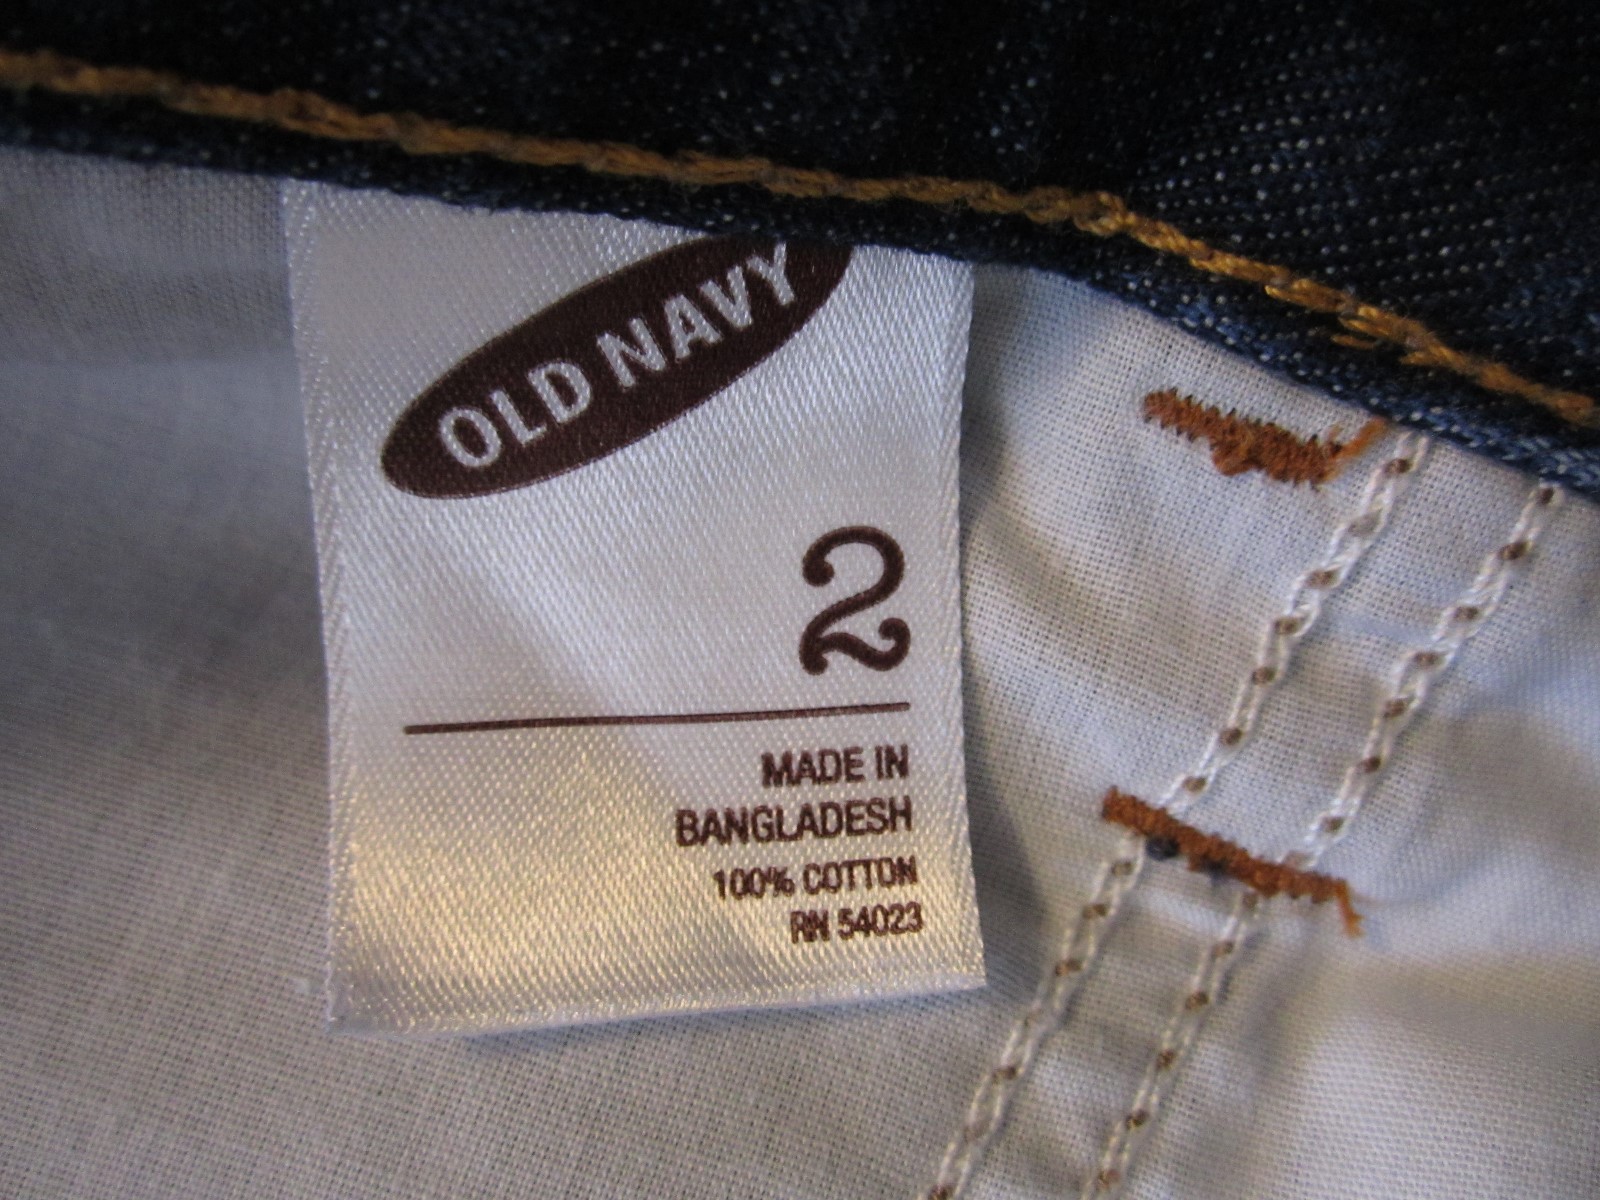 OLD NAVY
2
MADE IN
BANGLADESH
100% COTTON
RN 54023